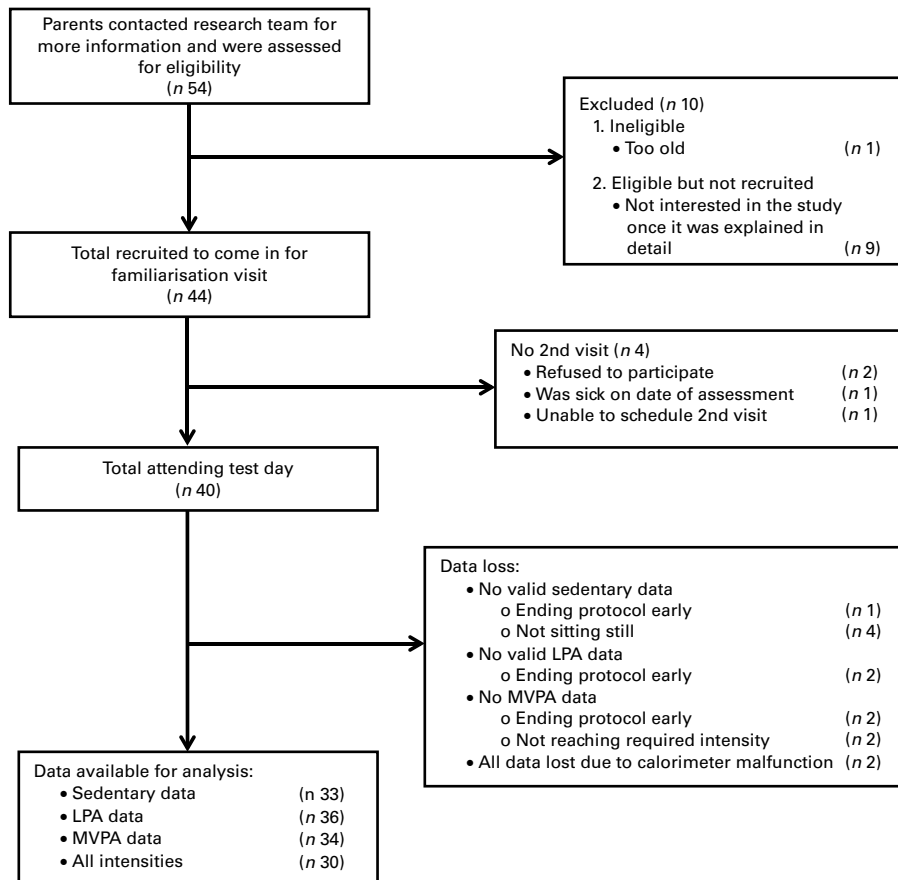 Parents contacted research team for
more information and were assessed
for eligibility
(n 54)
Excluded (n 10)
1. Ineligible
• Too old (n 1)
2. Eligible but not recruited
• Not interested in the study
once it was explained in
detail (n 9)
Total recruited to come in for
familiarisation visit
(n 44)
No 2nd visit (n 4)
• Refused to participate (n 2)
• Was sick on date of assessment (n 1)
• Unable to schedule 2nd visit (n 1)
Total attending test day
(n 40)
Data loss:
• No valid sedentary data
o Ending protocol early (n 1)
o Not sitting still (n 4)
• No valid LPA data
o Ending protocol early (n 2)
• No MVPA data
o Ending protocol early (n 2)
o Not reaching required intensity (n 2)
• All data lost due to calorimeter malfunction (n 2)
Data available for analysis:
• Sedentary data (n 33)
• LPA data (n 36)
• MVPA data (n 34)
• All intensities (n 30)